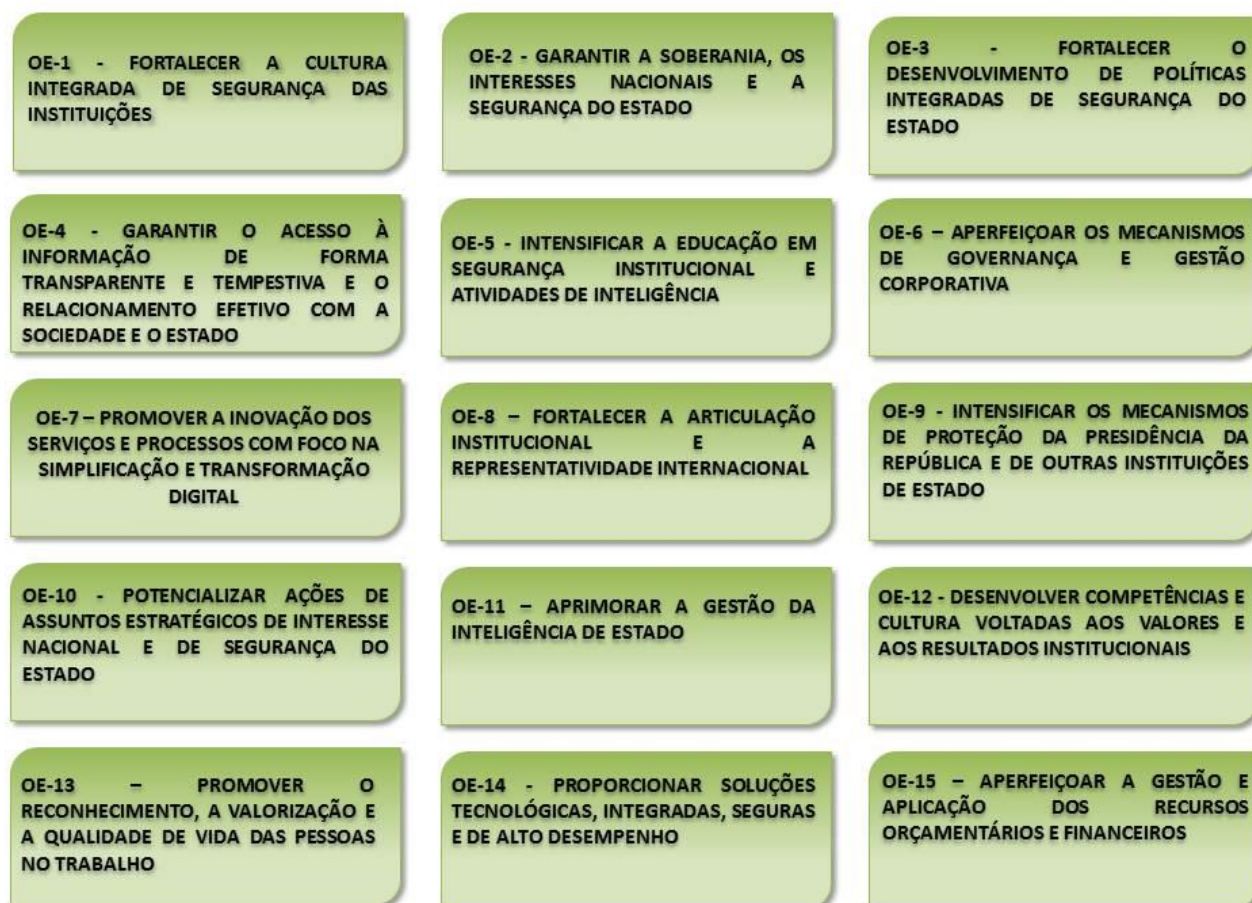 OE-1 - FORTALECER A CULTURA
INTEGRADA DE SEGURANÇA DAS
INSTITUIÇÕES
OE-2 - GARANTIR A SOBERANIA, OS
INTERESSES NACIONAIS E A
SEGURANÇA DO ESTADO
OE-3 - FORTALECER O
DESENVOLVIMENTO DE POLÍTICAS
INTEGRADAS DE SEGURANÇA DO
ESTADO
OE-4 - GARANTIR O ACESSO À
INFORMAÇÃO DE FORMA
TRANSPARENTE E TEMPESTIVA E O
RELACIONAMENTO EFETIVO COM A
SOCIEDADE E O ESTADO
OE-5 - INTENSIFICAR A EDUCAÇÃO EM
SEGURANÇA INSTITUCIONAL E
ATIVIDADES DE INTELIGÊNCIA
OE-6 – APERFEIÇOAR OS MECANISMOS
DE GOVERNANÇA E GESTÃO
CORPORATIVA
OE-7 – PROMOVER A INOVAÇÃO DOS
SERVIÇOS E PROCESSOS COM FOCO NA
SIMPLIFICAÇÃO E TRANSFORMAÇÃO
DIGITAL
OE-8 – FORTALECER A ARTICULAÇÃO
INSTITUCIONAL E A
REPRESENTATIVIDADE INTERNACIONAL
OE-9 - INTENSIFICAR OS MECANISMOS
DE PROTEÇÃO DA PRESIDÊNCIA DA
REPÚBLICA E DE OUTRAS INSTITUIÇÕES
DE ESTADO
OE-10 - POTENCIALIZAR AÇÕES DE
ASSUNTOS ESTRATÉGICOS DE INTERESSE
NACIONAL E DE SEGURANÇA DO
ESTADO
OE-11 – APRIMORAR A GESTÃO DA
INTELIGÊNCIA DE ESTADO
OE-12 - DESENVOLVER COMPETÊNCIAS E
CULTURA VOLTADAS AOS VALORES E
AOS RESULTADOS INSTITUCIONAIS
OE-13 – PROMOVER O
RECONHECIMENTO, A VALORIZAÇÃO E
A QUALIDADE DE VIDA DAS PESSOAS
NO TRABALHO
OE-14 - PROPORCIONAR SOLUÇÕES
TECNOLÓGICAS, INTEGRADAS, SEGURAS
E DE ALTO DESEMPENHO
OE-15 – APERFEIÇOAR A GESTÃO E
APLICAÇÃO DOS RECURSOS
ORÇAMENTÁRIOS E FINANCEIROS